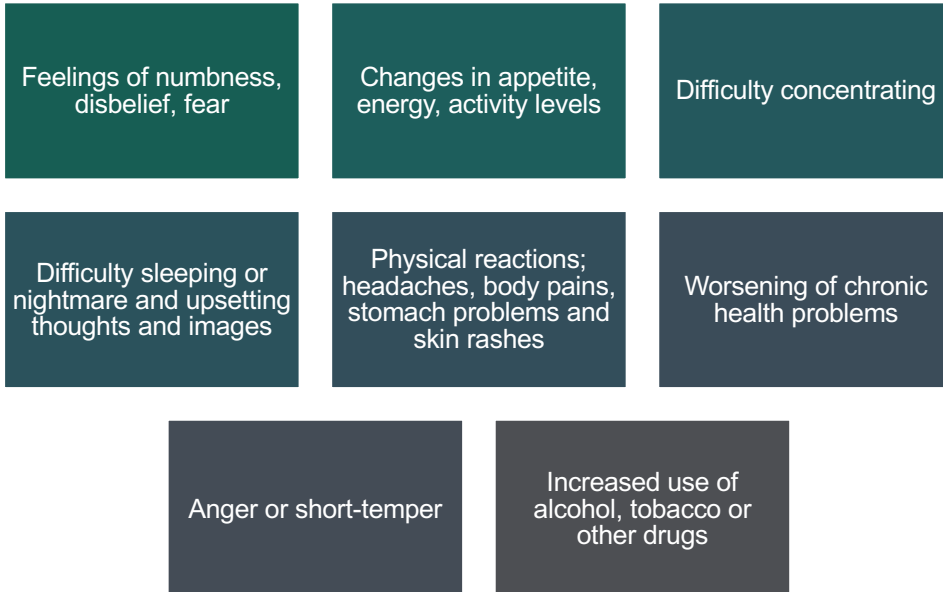 Feelings of numbness,
disbelief, fear
Changes in appetite,
energy, activity levels
Difficulty concentrating
Difficulty sleeping or
nightmare and upsetting
thoughts and images
Physical reactions;
headaches, body pains,
stomach problems and
skin rashes
Worsening of chronic
health problems
Anger or short-temper
Increased use of
alcohol, tobacco or
other drugs